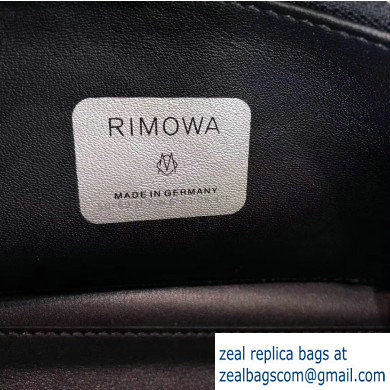 RIMOWA
MADE IN GERMANY
zeal replica bags at
zealbagscom@gmail.com